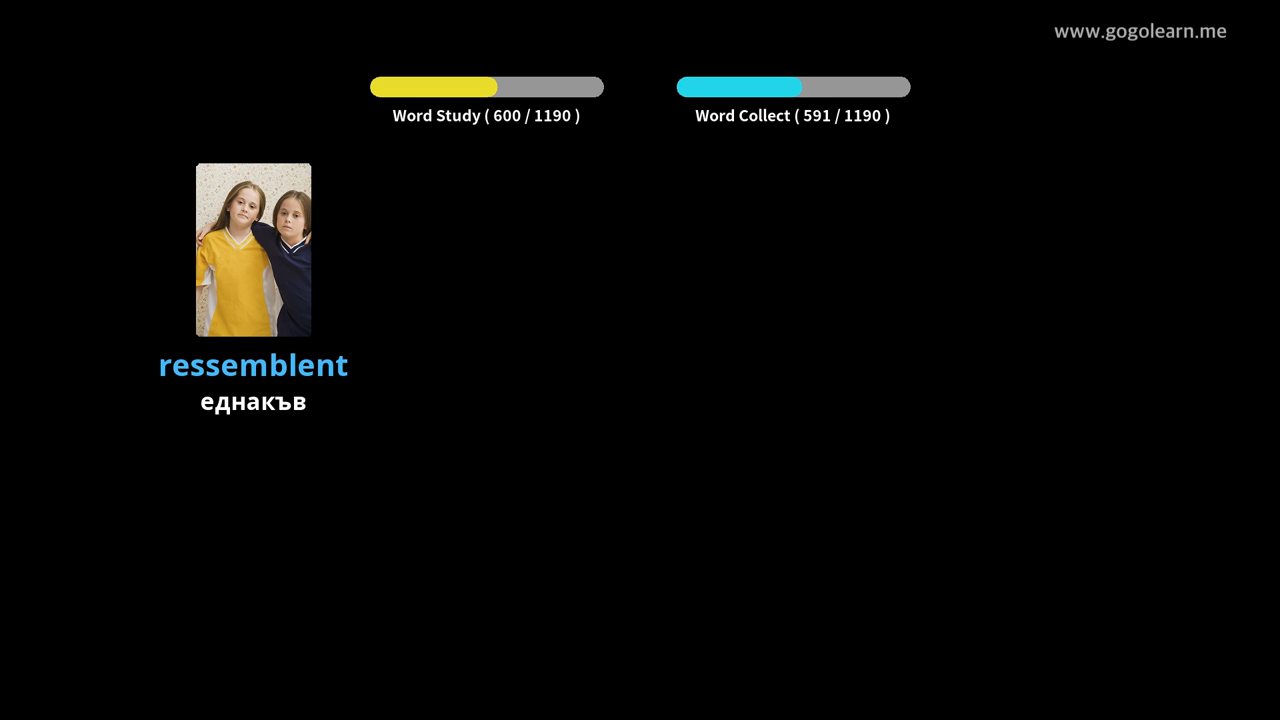 www.gogolearn.me
Word Study ( 600 / 1190 )
Word Collect ( 591 / 1190 )
ressemblent
еднакъв